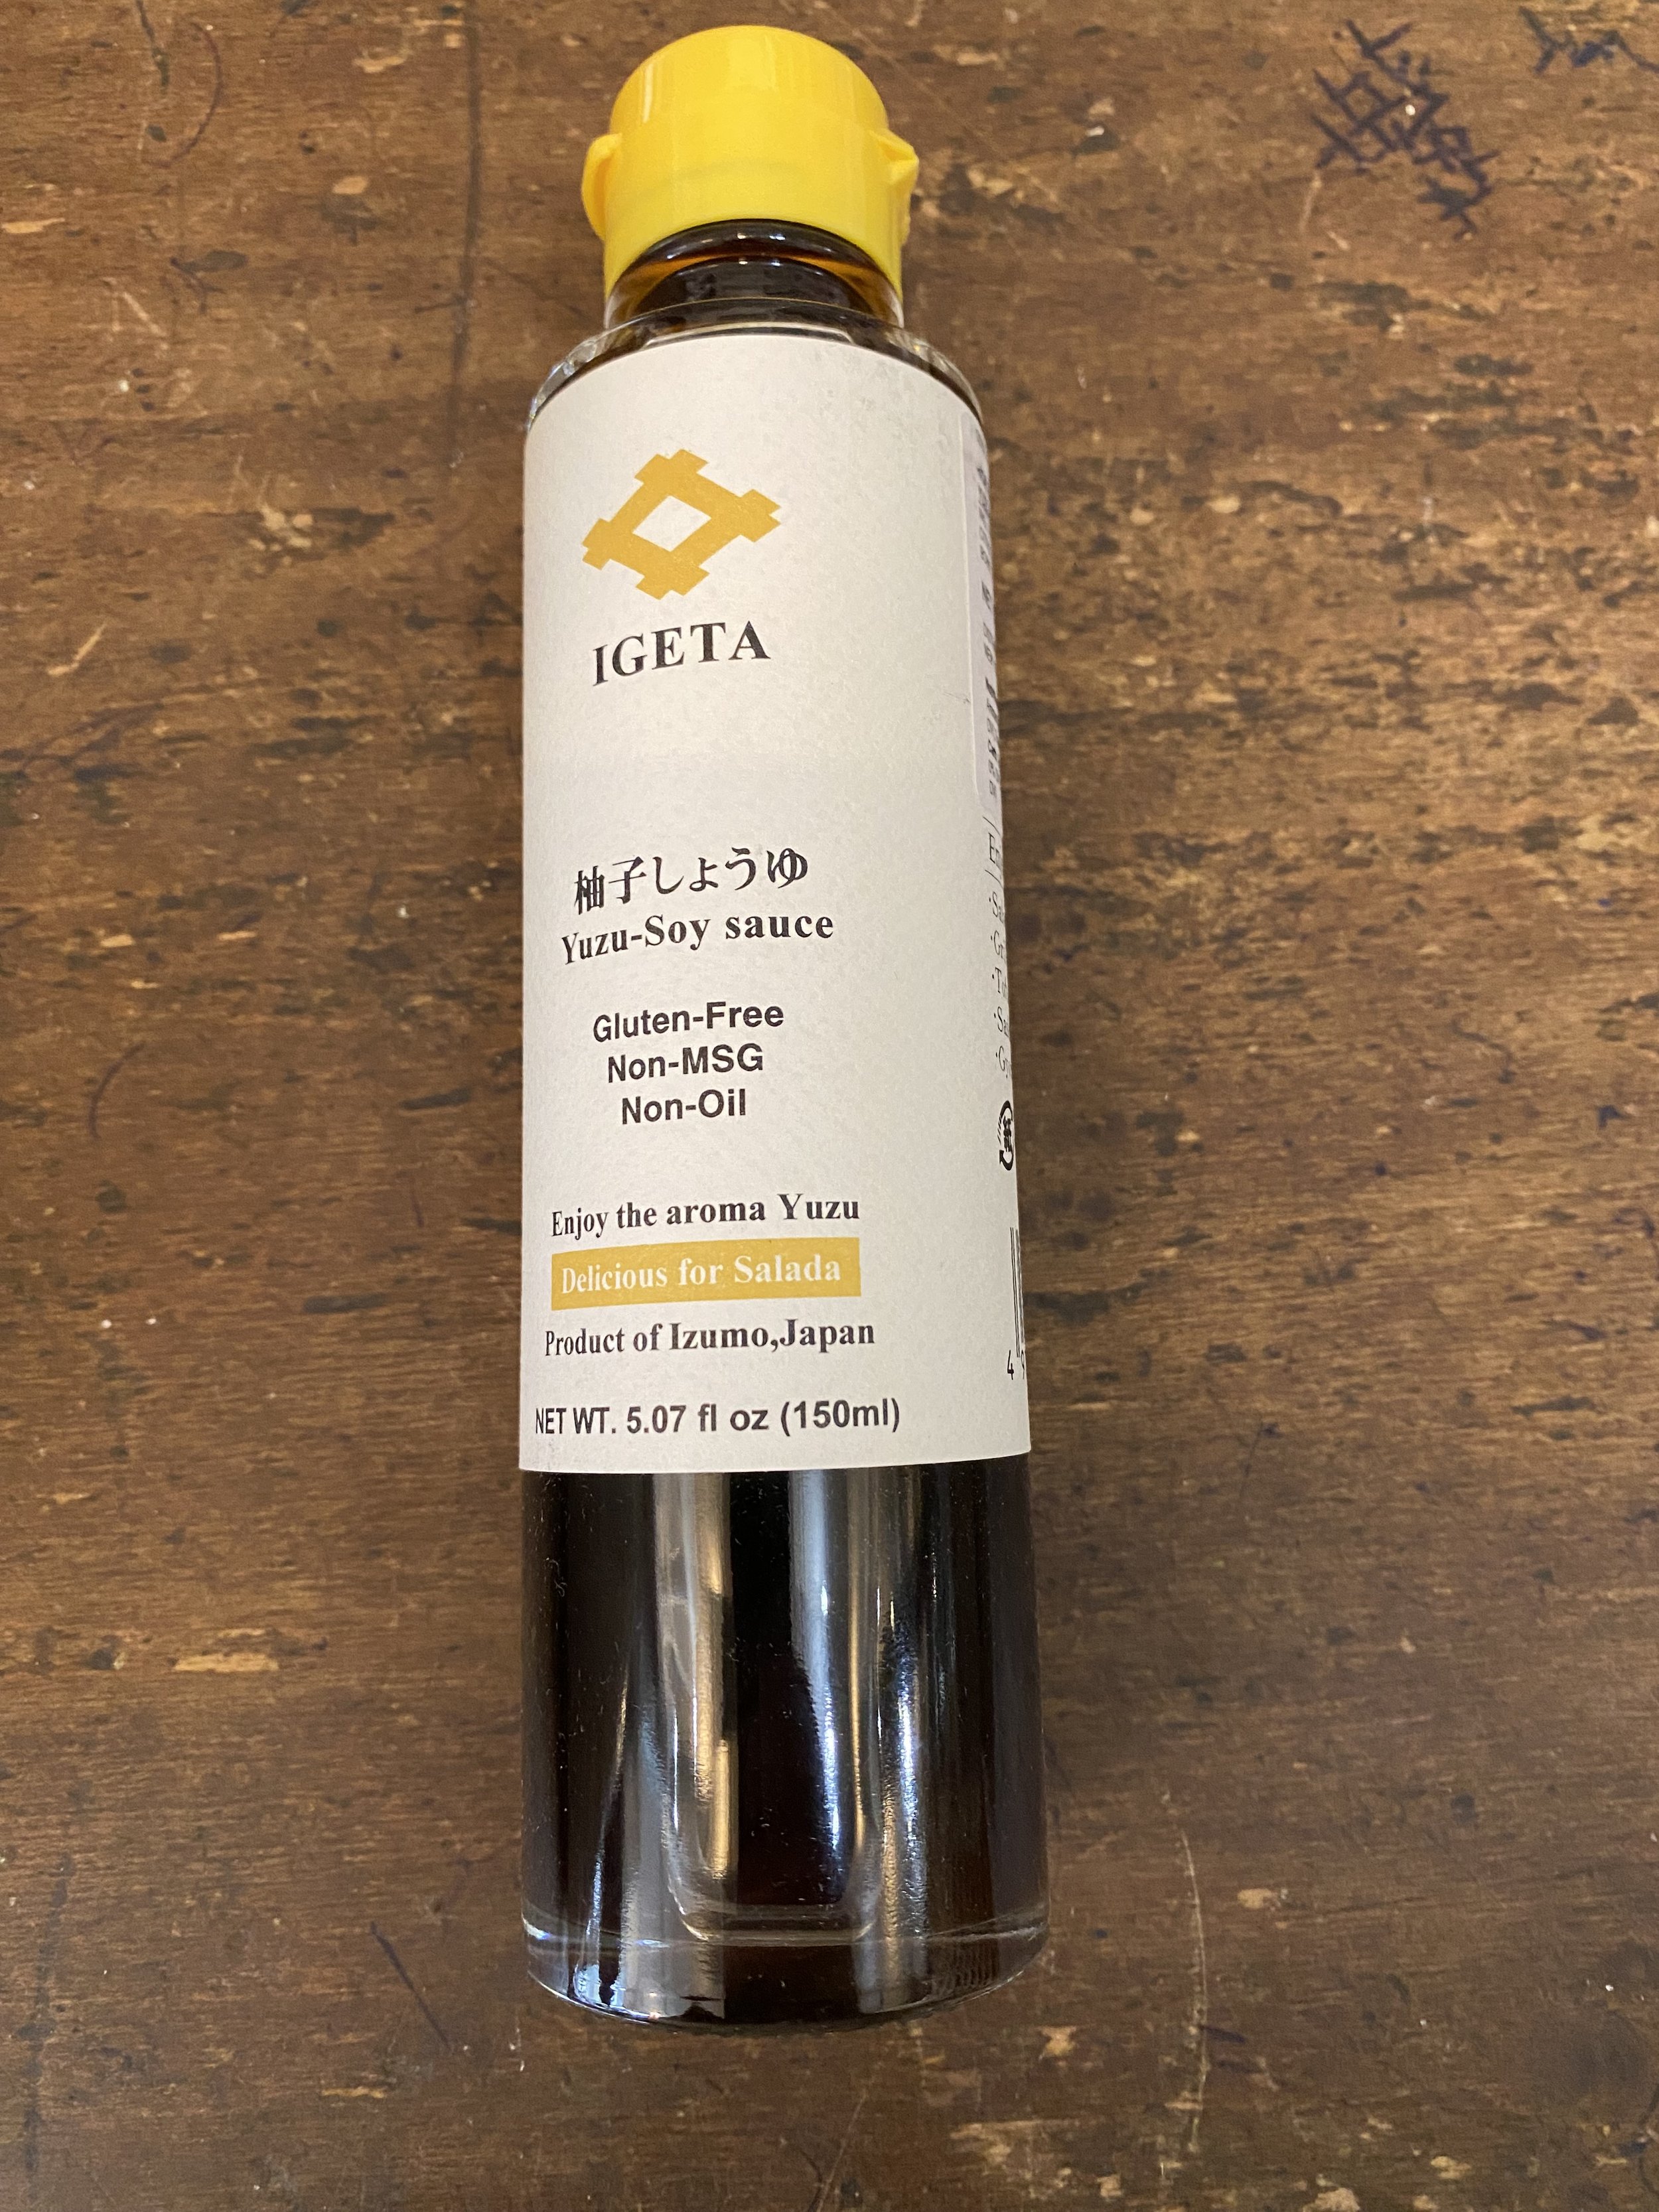 IGETA
柚子しょうゆ
Yuzu-Soy sauce
Gluten-Free
Non-MSG
Non-Oil
Enjoy the aroma Yuzu
Delicious for Salada
Product of Izumo,Japan
NET WT. 5.07 fl oz (150ml)